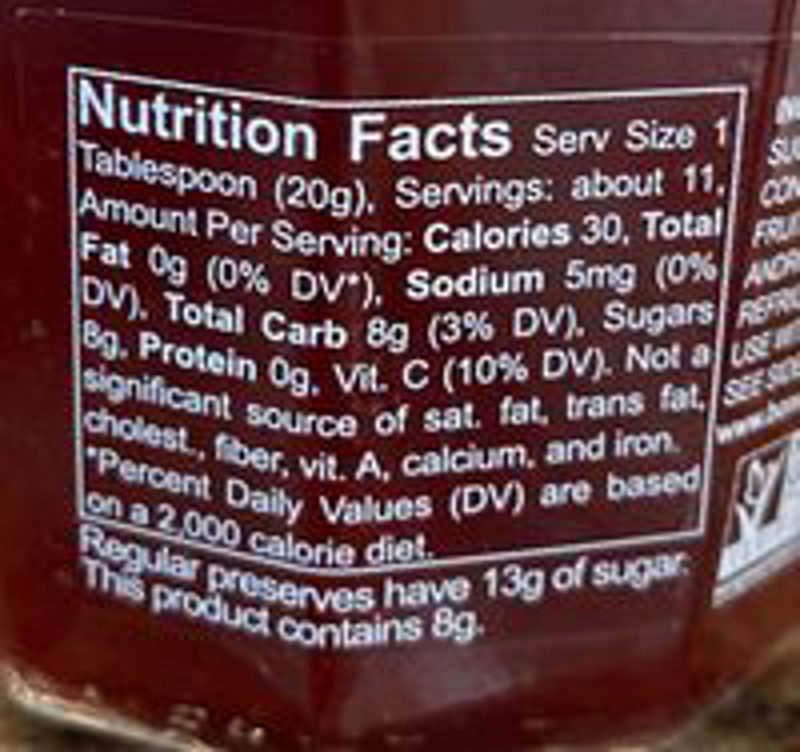 Nutrition Facts Serv Size 1
Tablespoon (20g), Servings: about 11,
Amount Per Serving: Calories 30, Total
Fat 0g (0% DV*), Sodium 5mg (0%
DV), Total Carb 8g (3% DV), Sugars
8g, Protein 0g, Vit. C (10% DV). Not a
significant source of sat. fat, trans fat,
cholest., fiber, vit. A, calcium, and iron.
*Percent Daily Values (DV) are based
on a 2,000 calorie diet.
Regular preserves have 13g of sugar.
This product contains 8g.
USE
SEE SIDE